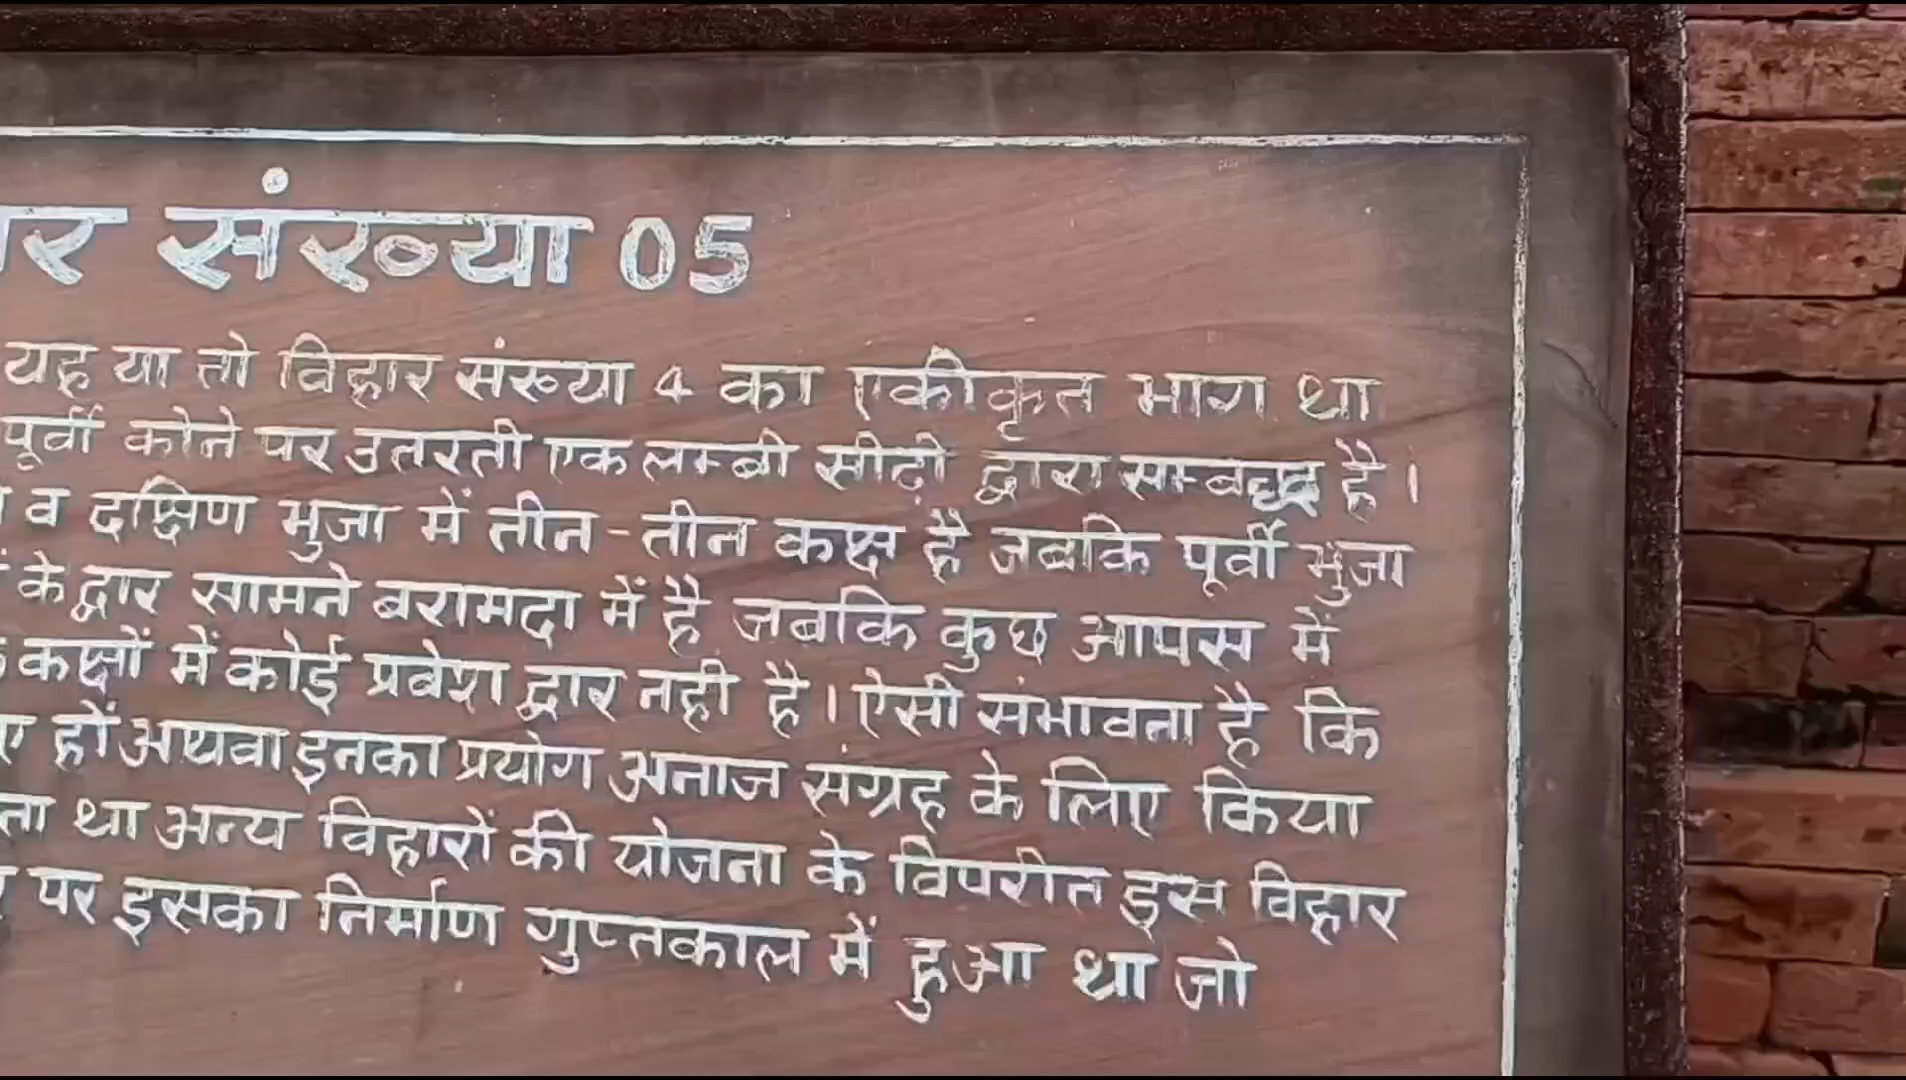 संख्या 05
यह या तो विहार संख्या 4 का एकीकृत भाग था
पूर्वी कोने पर उतरती एक लम्बी सीढ़ी द्वारा सम्बद्ध है।
व दक्षिण भुजा में तीन-तीन कक्ष है जबकि पूर्वी भुजा
के द्वार सामने बरामदा में है जबकि कुछ आपस में
कक्षों में कोई प्रवेश द्वार नही है। ऐसी संभावना है कि
हों अथवा इनका प्रयोग अनाज संग्रह के लिए किया
था अन्य विहारों की योजना के विपरीत इस विहार
पर इसका निर्माण गुप्तकाल में हुआ था जो